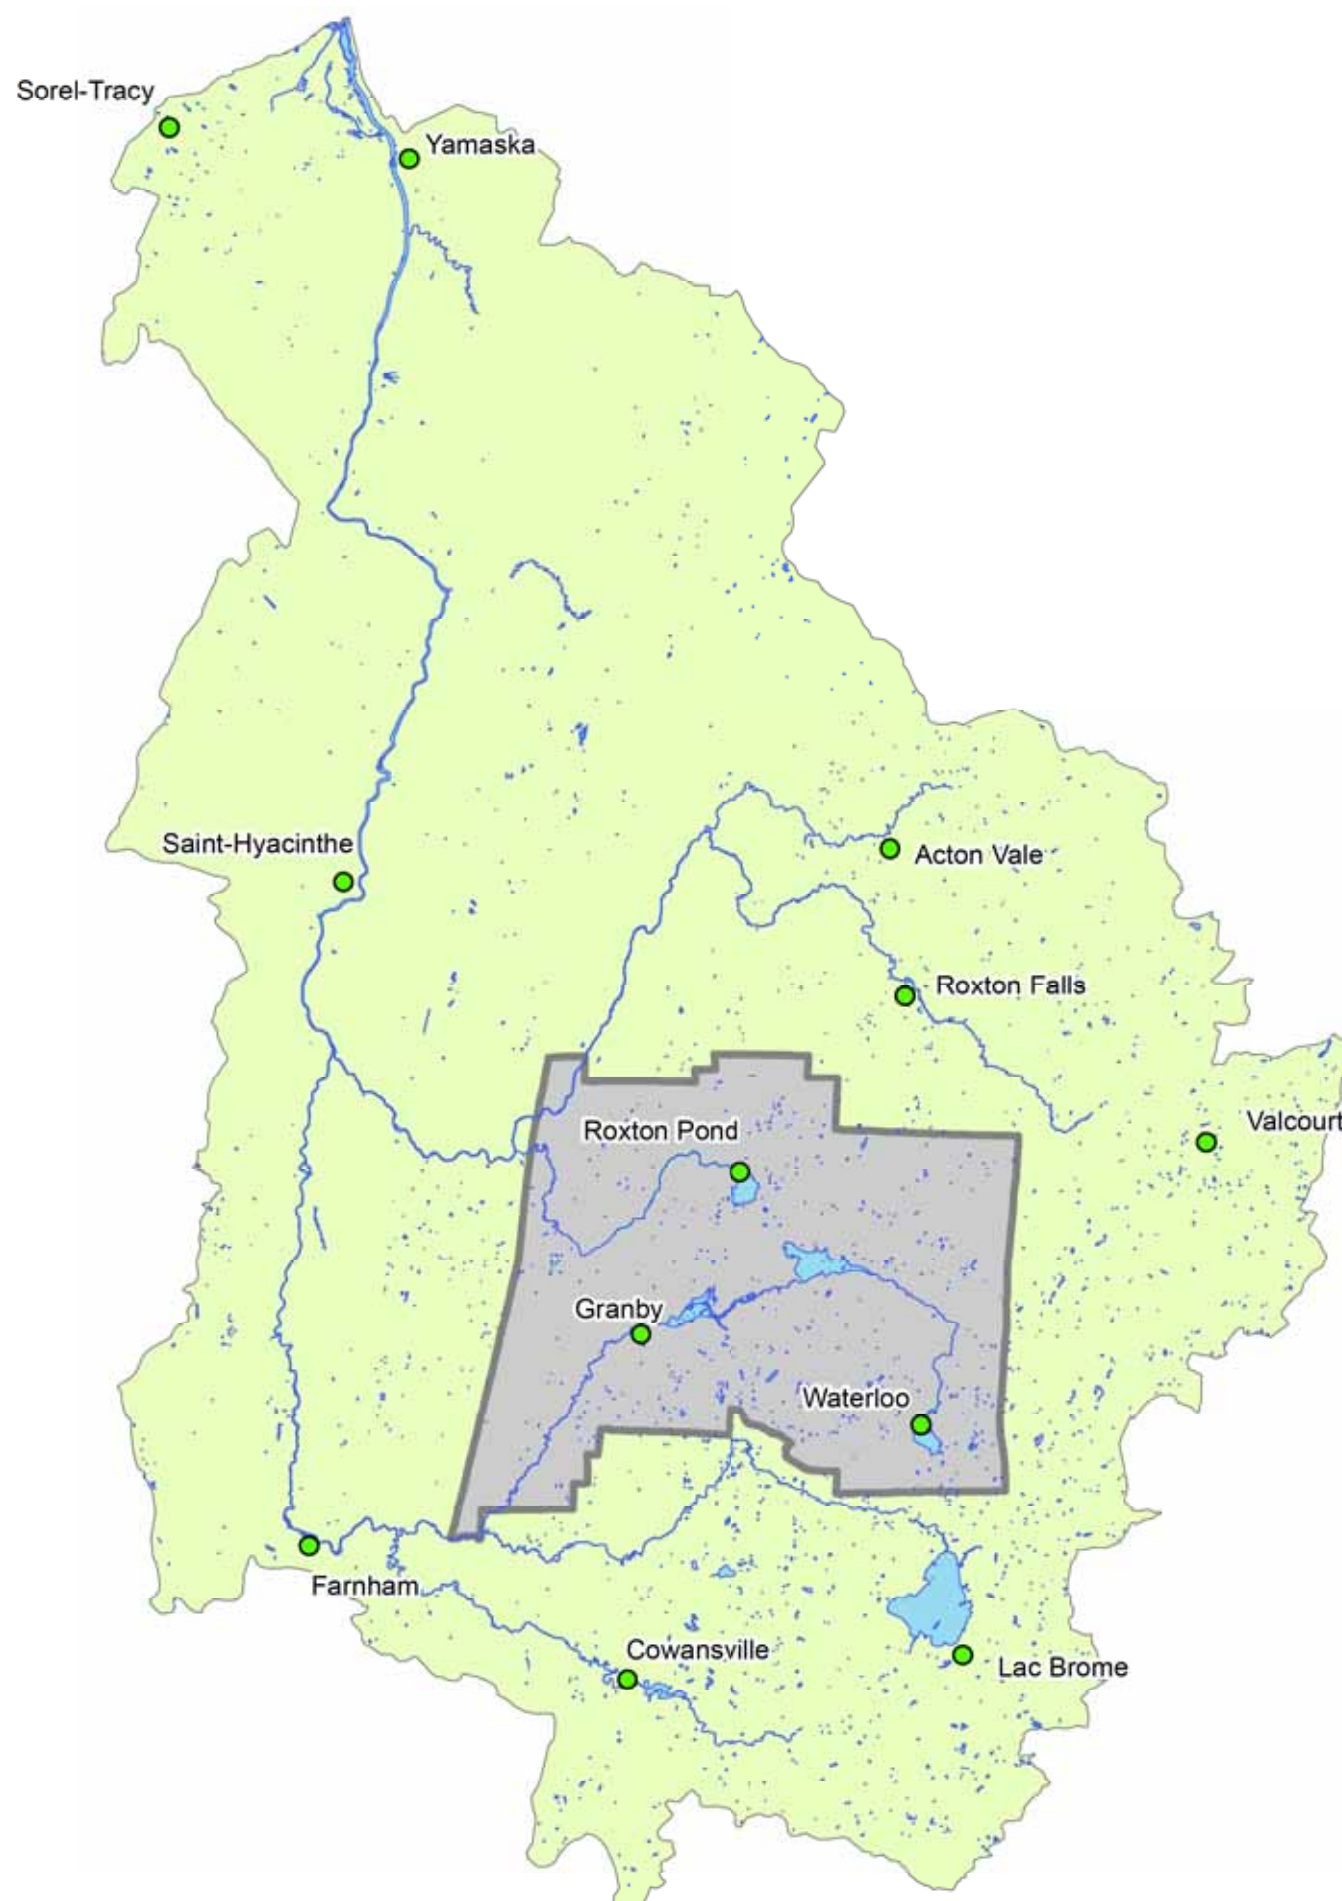 Sorel-Tracy
Yamaska
Saint-Hyacinthe
Acton Vale
Roxton Falls
Valcourt
Roxton Pond
Granby
Waterloo
Farnham
Cowansville
Lac Brome